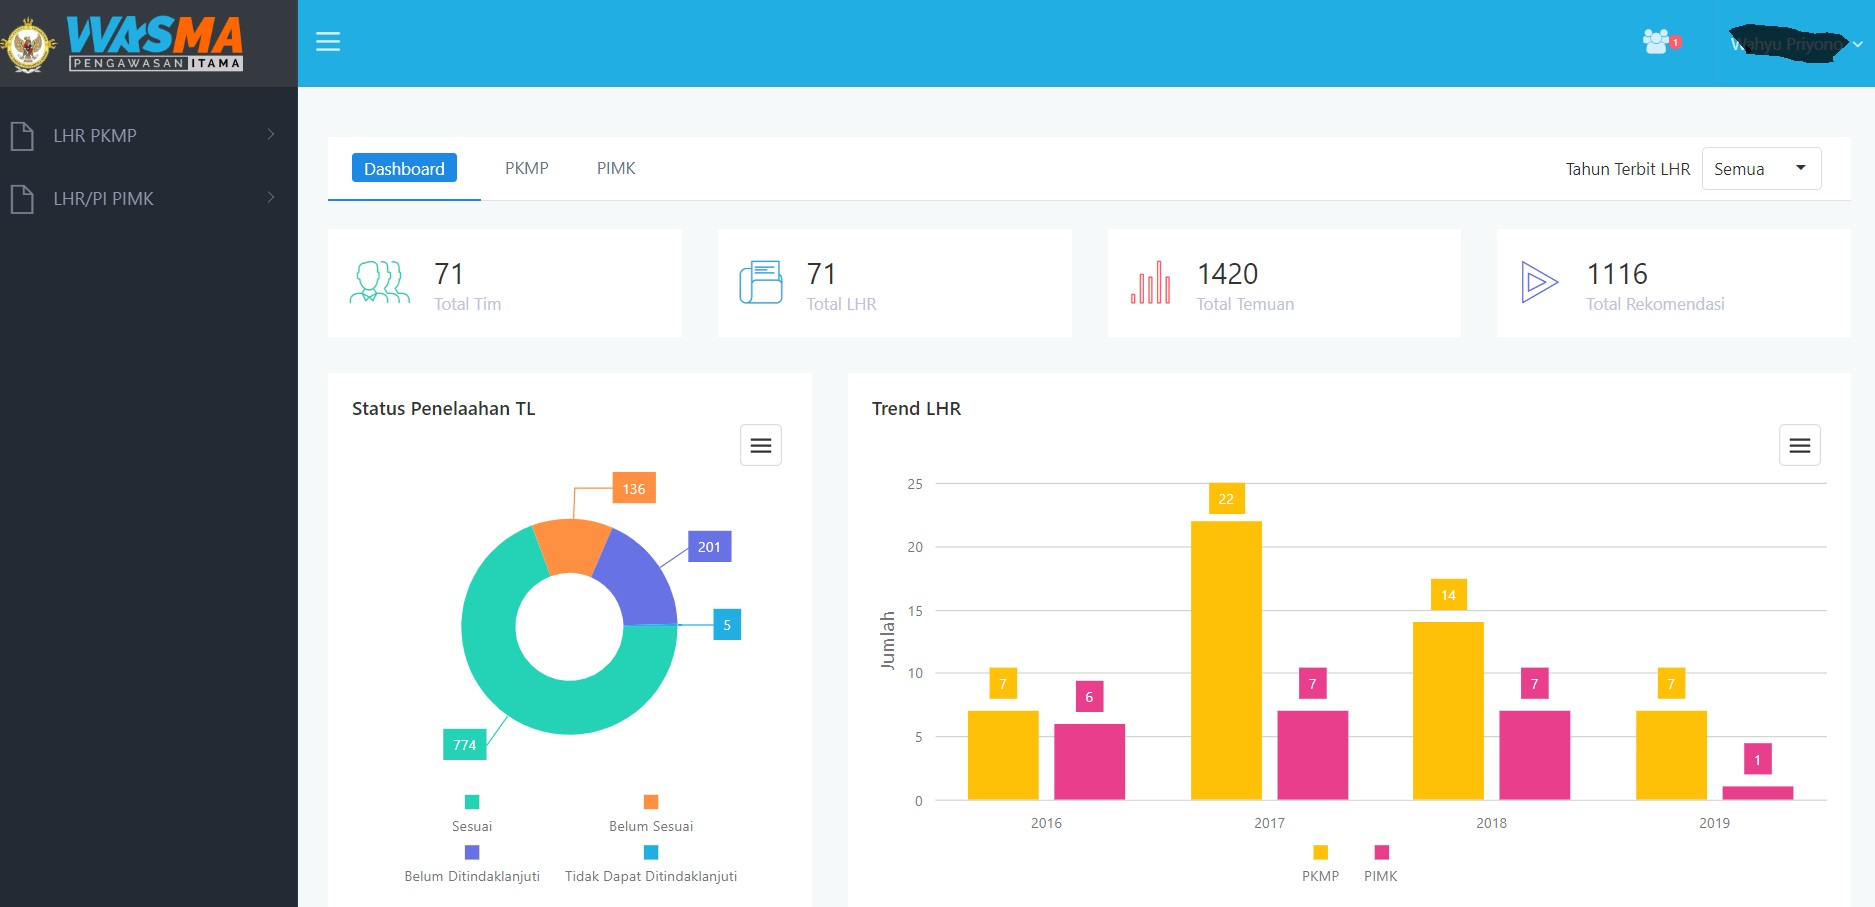 WASMA
PENGAWASAN ITAMA
1
LHR PKMP
LHR/PI PIMK
Dashboard
PKMP
PIMK
Tahun Terbit LHR
Semua
71
Total Tim
71
Total LHR
1420
Total Temuan
1116
Total Rekomendasi
Status Penelaahan TL
136
201
5
774
Sesuai
Belum Sesuai
Belum Ditindaklanjuti
Tidak Dapat Ditindaklanjuti
Trend LHR
Jumlah
25
20
15
10
5
0
7
6
22
7
14
7
7
1
2016
2017
2018
2019
PKMP
PIMK